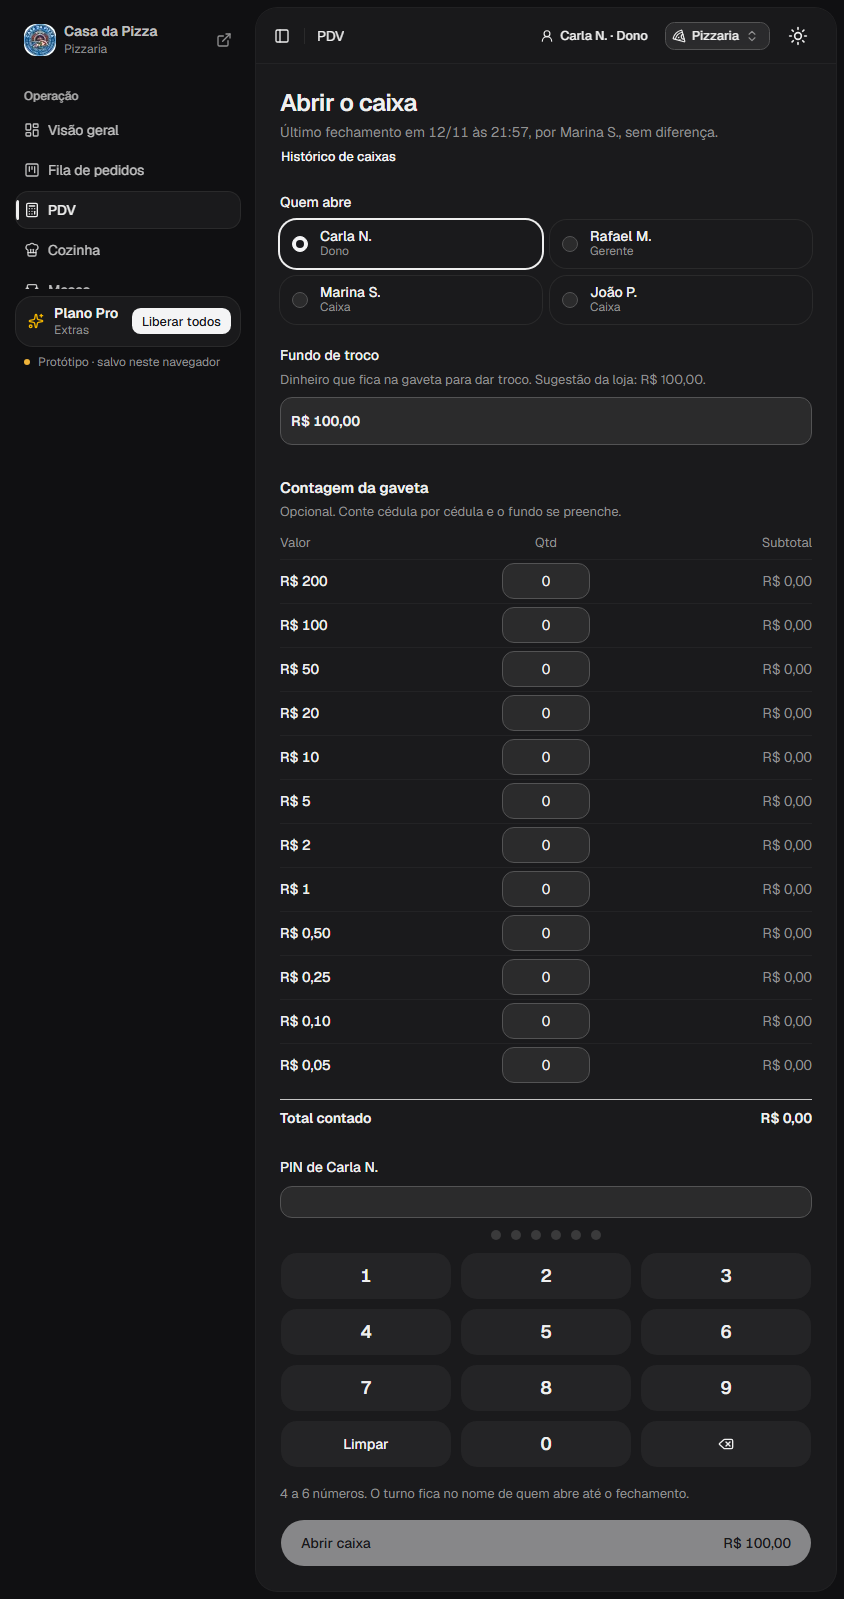 Casa da Pizza
Pizzaria
Operação
Visão geral
Fila de pedidos
PDV
Cozinha
Plano Pro
Extras
Liberar todos
Protótipo · salvo neste navegador
PDV
Carla N. · Dono
Pizzaria
Abrir o caixa
Último fechamento em 12/11 às 21:57, por Marina S., sem diferença.
Histórico de caixas
Quem abre
Carla N.
Dono
Rafael M.
Gerente
Marina S.
Caixa
João P.
Caixa
Fundo de troco
Dinheiro que fica na gaveta para dar troco. Sugestão da loja: R$ 100,00.
R$ 100,00
Contagem da gaveta
Opcional. Conte cédula por cédula e o fundo se preenche.
Valor Qtd Subtotal
R$ 200 0 R$ 0,00
R$ 100 0 R$ 0,00
R$ 50 0 R$ 0,00
R$ 20 0 R$ 0,00
R$ 10 0 R$ 0,00
R$ 5 0 R$ 0,00
R$ 2 0 R$ 0,00
R$ 1 0 R$ 0,00
R$ 0,50 0 R$ 0,00
R$ 0,25 0 R$ 0,00
R$ 0,10 0 R$ 0,00
R$ 0,05 0 R$ 0,00
Total contado R$ 0,00
PIN de Carla N.
1 2 3
4 5 6
7 8 9
Limpar 0
4 a 6 números. O turno fica no nome de quem abre até o fechamento.
Abrir caixa R$ 100,00